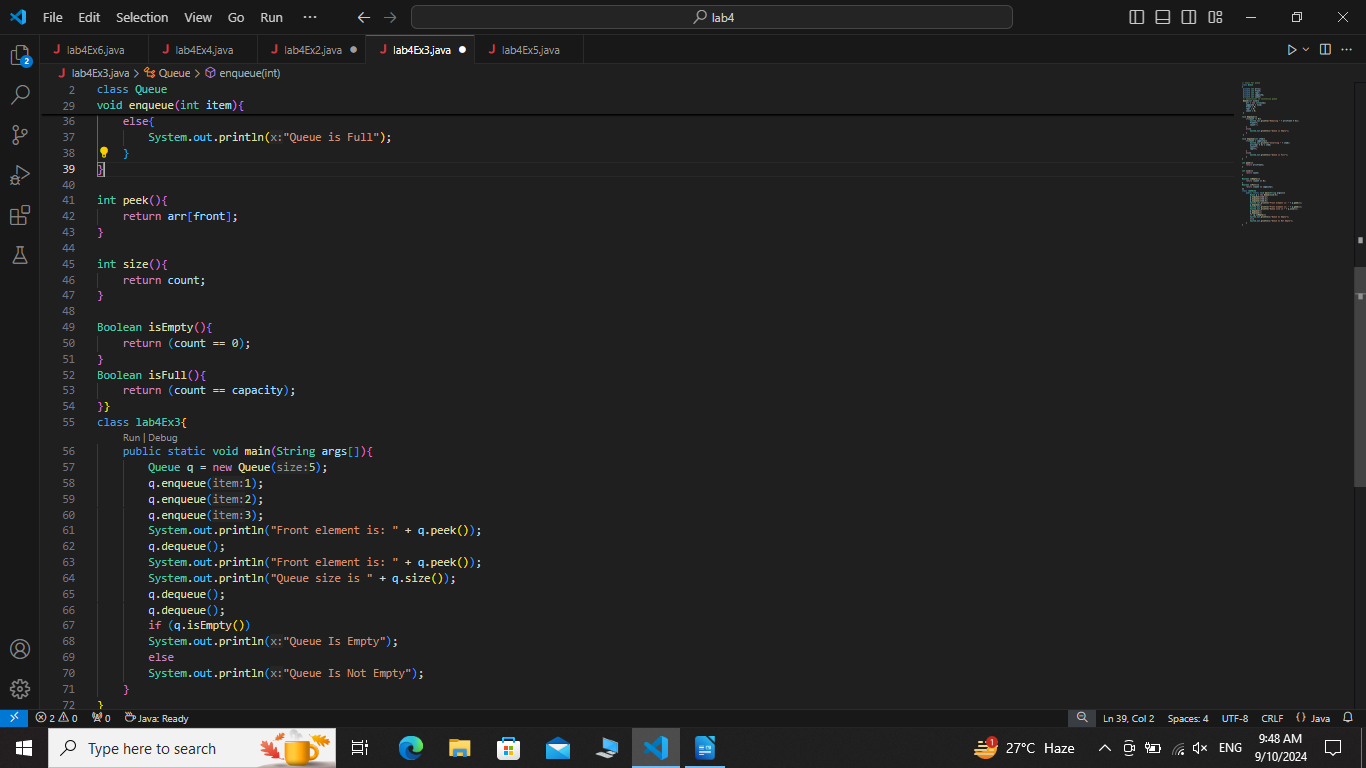 File Edit Selection View Go Run ··· lab4
lab4Ex6.java lab4Ex4.java lab4Ex2.java lab4Ex3.java lab4Ex5.java
lab4Ex3.java > Queue > enqueue(int)
2 class Queue
29 void enqueue(int item){
36 else{
37 System.out.println(x:"Queue is Full");
38 }
39 }
40
41 int peek(){
42 return arr[front];
43 }
44
45 int size(){
46 return count;
47 }
48
49 Boolean isEmpty(){
50 return (count == 0);
51 }
52 Boolean isFull(){
53 return (count == capacity);
54 }}
55 class lab4Ex3{
Run | Debug
56 public static void main(String args[]){
57 Queue q = new Queue(size:5);
58 q.enqueue(item:1);
59 q.enqueue(item:2);
60 q.enqueue(item:3);
61 System.out.println("Front element is: " + q.peek());
62 q.dequeue();
63 System.out.println("Front element is: " + q.peek());
64 System.out.println("Queue size is " + q.size());
65 q.dequeue();
66 q.dequeue();
67 if (q.isEmpty())
68 System.out.println(x:"Queue Is Empty");
69 else
70 System.out.println(x:"Queue Is Not Empty");
71 }
72 }
2 0 0 Java: Ready Ln 39, Col 2 Spaces: 4 UTF-8 CRLF {} Java
Type here to search 1 27°C Haze ENG 9:48 AM
9/10/2024